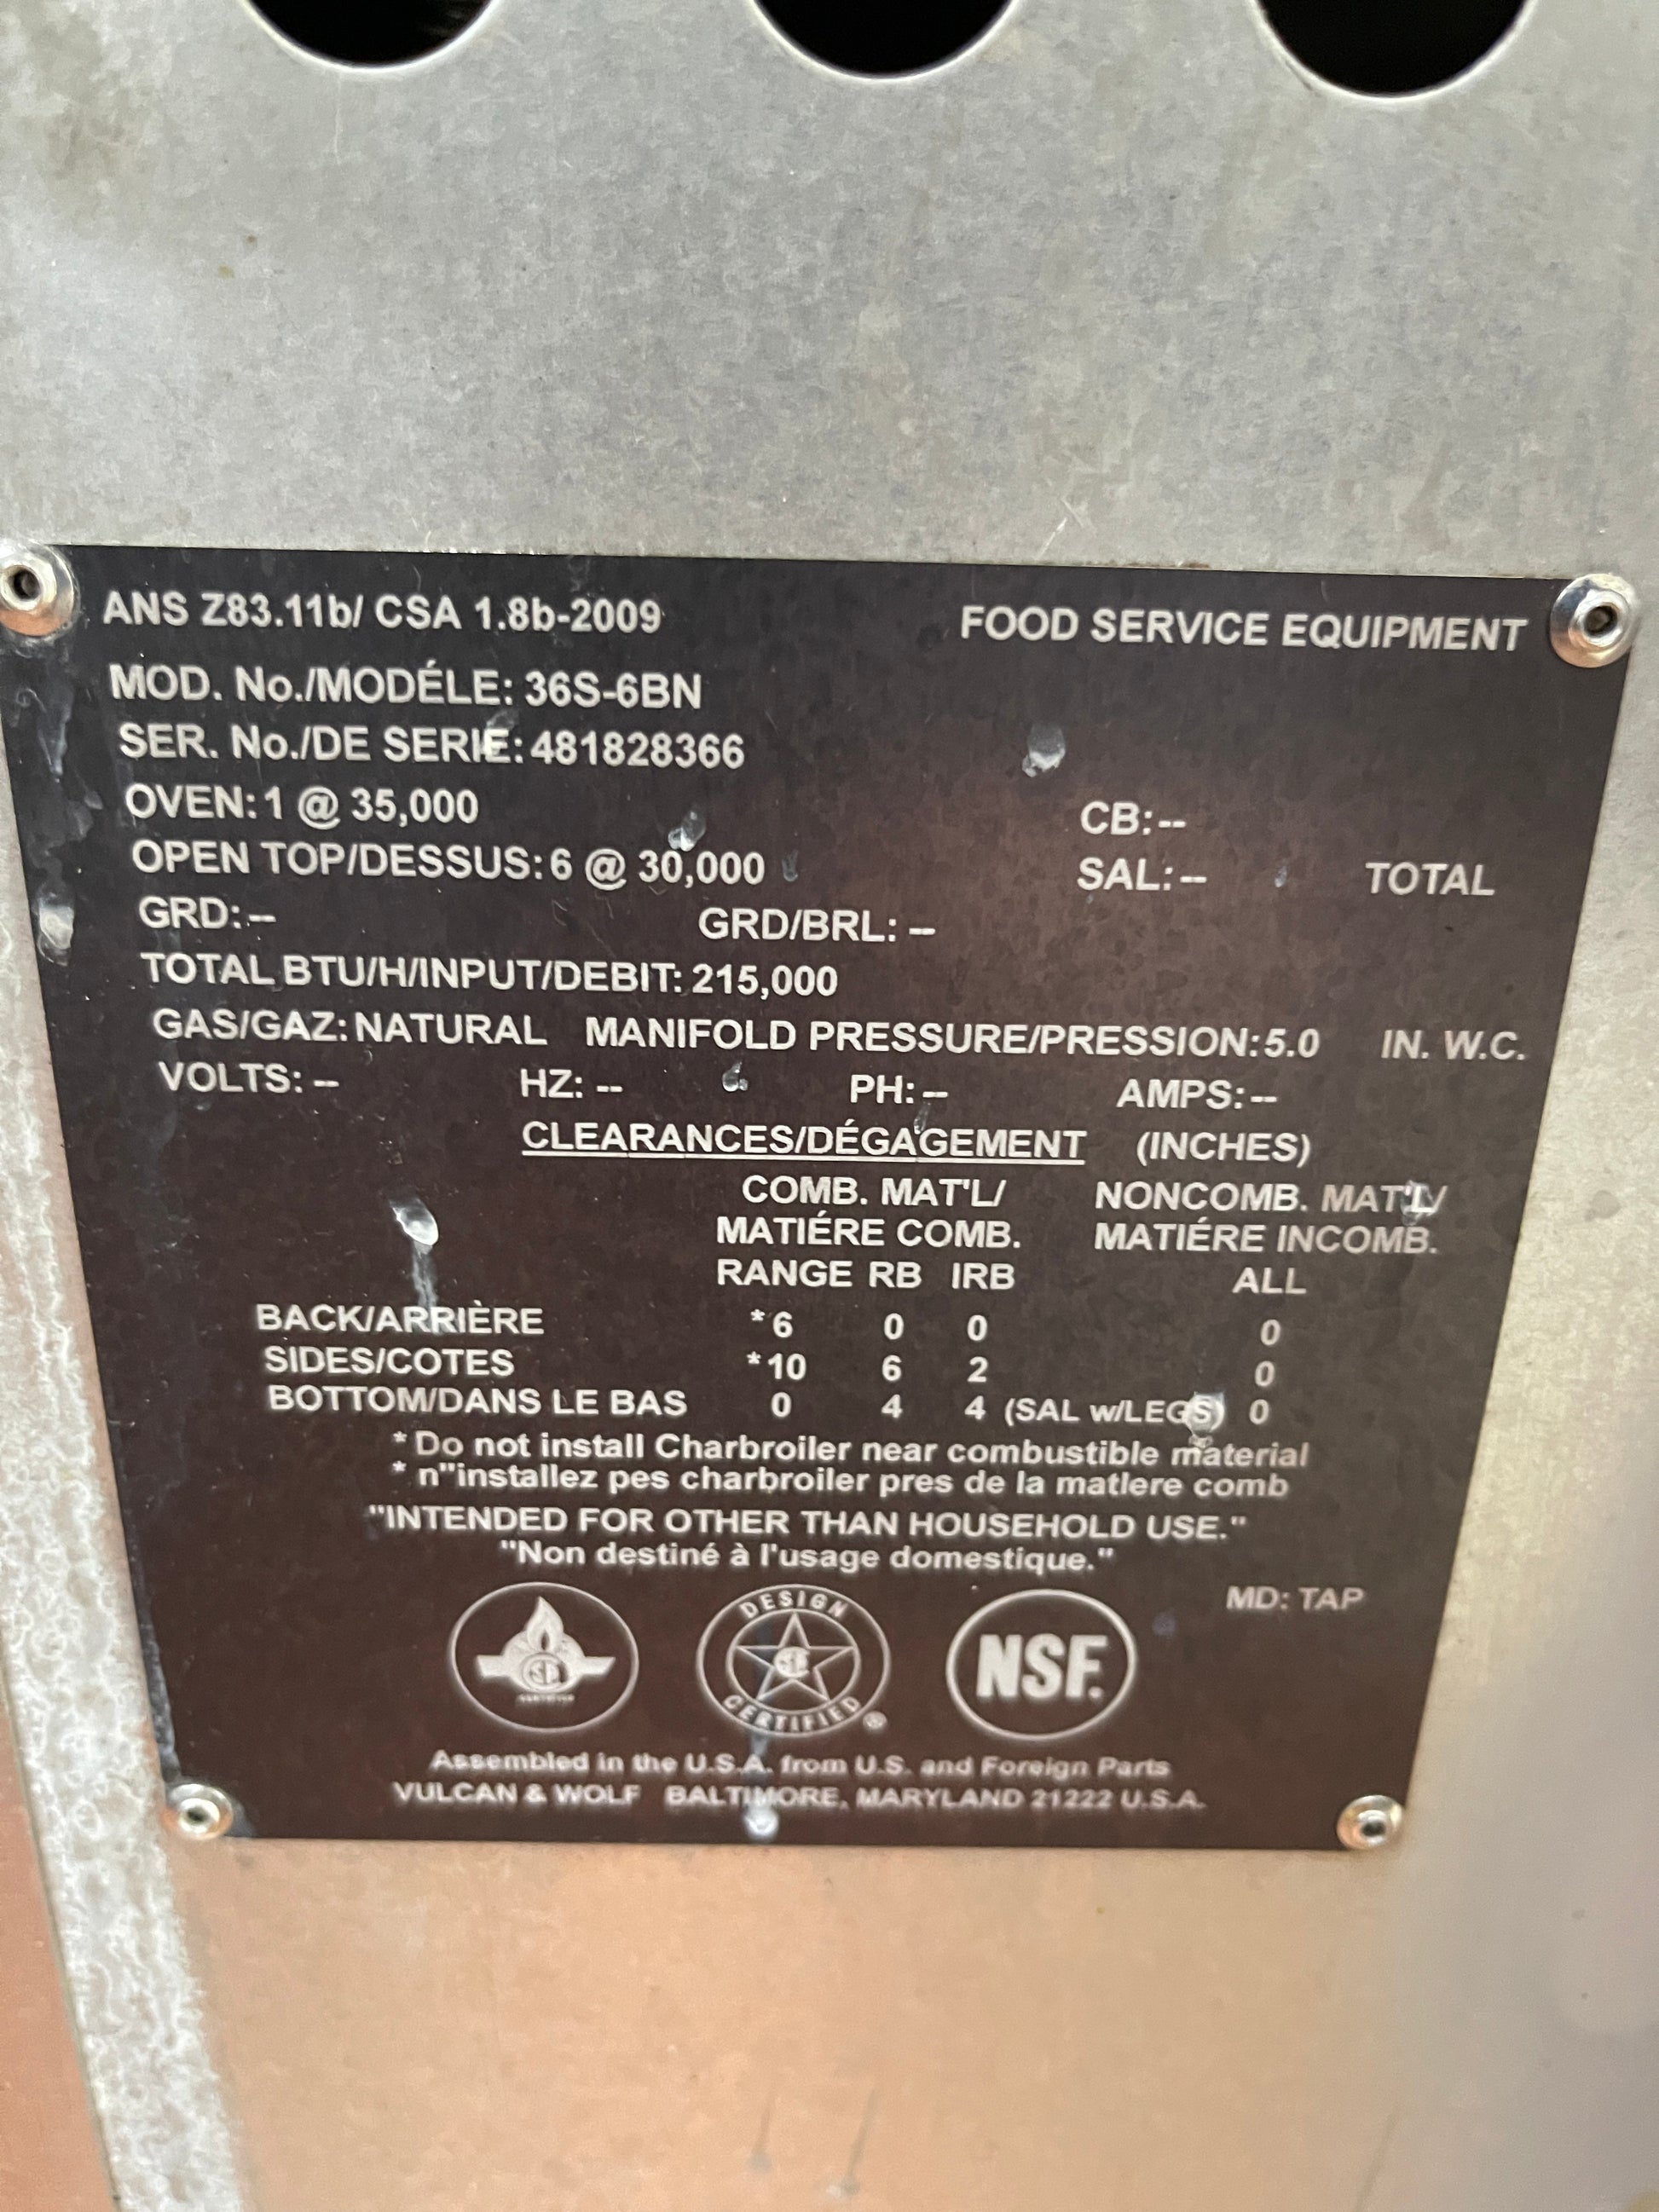 ANS Z83.11b/ CSA 1.8b-2009 FOOD SERVICE EQUIPMENT
MOD. No./MODÉLE: 36S-6BN
SER. No./DE SERIE: 481828366
OVEN: 1 @ 35,000 CB: --
OPEN TOP/DESSUS: 6 @ 30,000 SAL: -- TOTAL
GRD: -- GRD/BRL: --
TOTAL BTU/H/INPUT/DEBIT: 215,000
GAS/GAZ: NATURAL MANIFOLD PRESSURE/PRESSION: 5.0 IN. W.C.
VOLTS: -- HZ: -- PH: -- AMPS: --
CLEARANCES/DÉGAGEMENT (INCHES)
COMB. MAT'L/ NONCOMB. MAT'L/
MATIÉRE COMB. MATIÉRE INCOMB.
RANGE RB IRB ALL
BACK/ARRIÈRE *6 0 0 0
SIDES/COTES *10 6 2 0
BOTTOM/DANS LE BAS 0 4 4 (SAL w/LEGS) 0
* Do not install Charbroiler near combustible material
* n"installez pes charbroiler pres de la matlere comb
"INTENDED FOR OTHER THAN HOUSEHOLD USE."
"Non destiné à l'usage domestique."
MD: TAP
DESIGN CERTIFIED ®
NSF.
Assembled in the U.S.A. from U.S. and Foreign Parts
VULCAN & WOLF BALTIMORE, MARYLAND 21222 U.S.A.